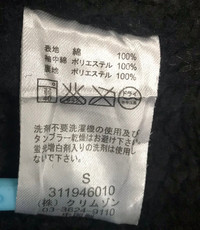 表地 綿 100%
袖中綿 ポリエステル 100%
裏地 ポリエステル 100%
ドライ
洗剤不要洗濯機の使用及び
タンブラー乾燥はお避け下さい
蛍光増白剤入りの洗剤は使用し
ないで下さい
S
311946010
(株) クリムゾン